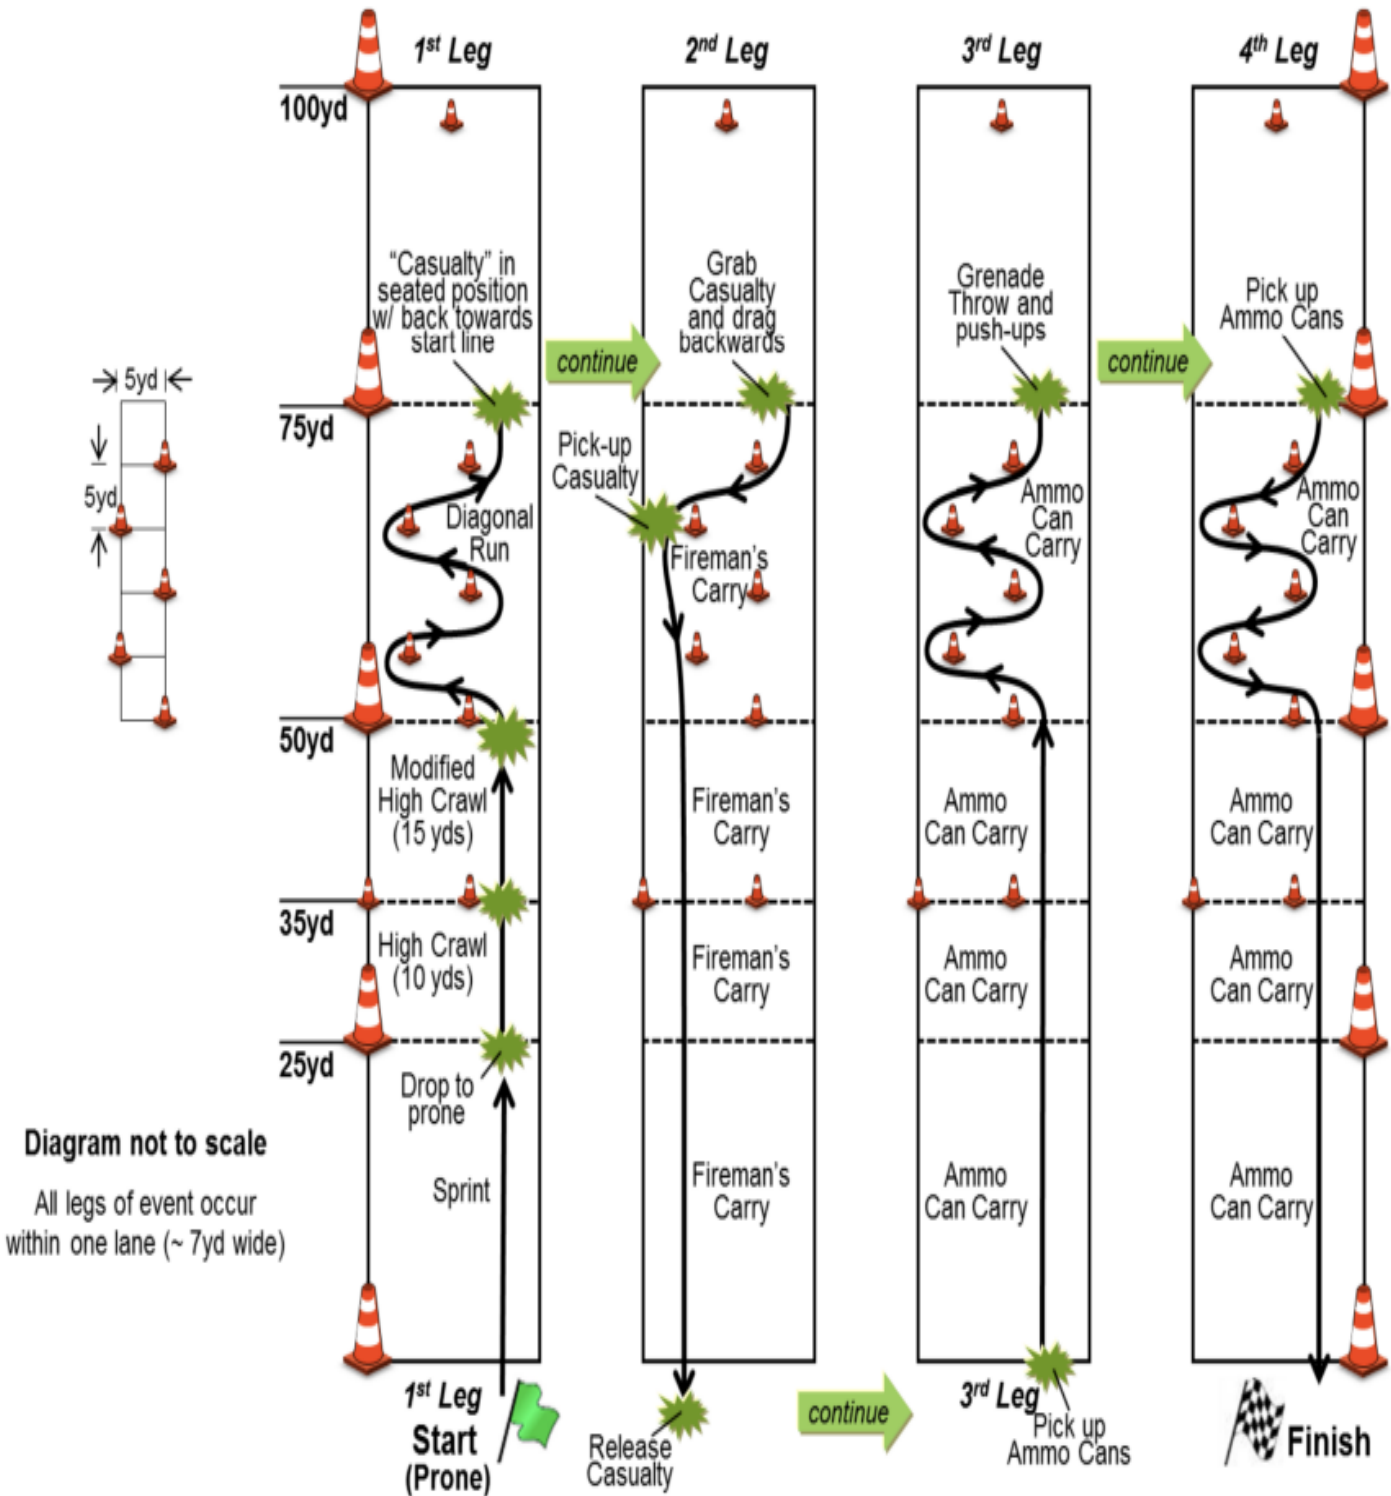 1st Leg
2nd Leg
3rd Leg
4th Leg
100yd
"Casualty" in
seated position
w/ back towards
start line
continue
Grab
Casualty
and drag
backwards
Grenade
Throw and
push-ups
continue
Pick up
Ammo Cans
5yd
5yd
75yd
Diagonal
Run
Pick-up
Casualty
Fireman's
Carry
Ammo
Can
Carry
Ammo
Can
Carry
50yd
Modified
High Crawl
(15 yds)
Fireman's
Carry
Ammo
Can Carry
Ammo
Can Carry
35yd
High Crawl
(10 yds)
Fireman's
Carry
Ammo
Can Carry
Ammo
Can Carry
25yd
Drop to
prone
Sprint
Fireman's
Carry
Ammo
Can Carry
Ammo
Can Carry
Diagram not to scale
All legs of event occur
within one lane (~ 7yd wide)
1st Leg
Start
(Prone)
Release
Casualty
continue
3rd Leg
Pick up
Ammo Cans
Finish